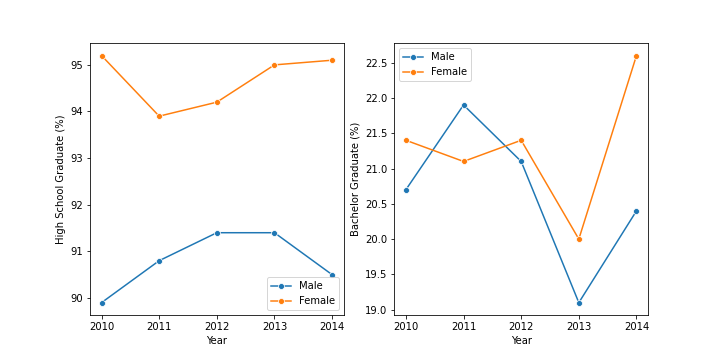 High School Graduate (%)
95
94
93
92
91
90
2010 2011 2012 2013 2014
Year
Male
Female
Bachelor Graduate (%)
22.5
22.0
21.5
21.0
20.5
20.0
19.5
19.0
2010 2011 2012 2013 2014
Year
Male
Female